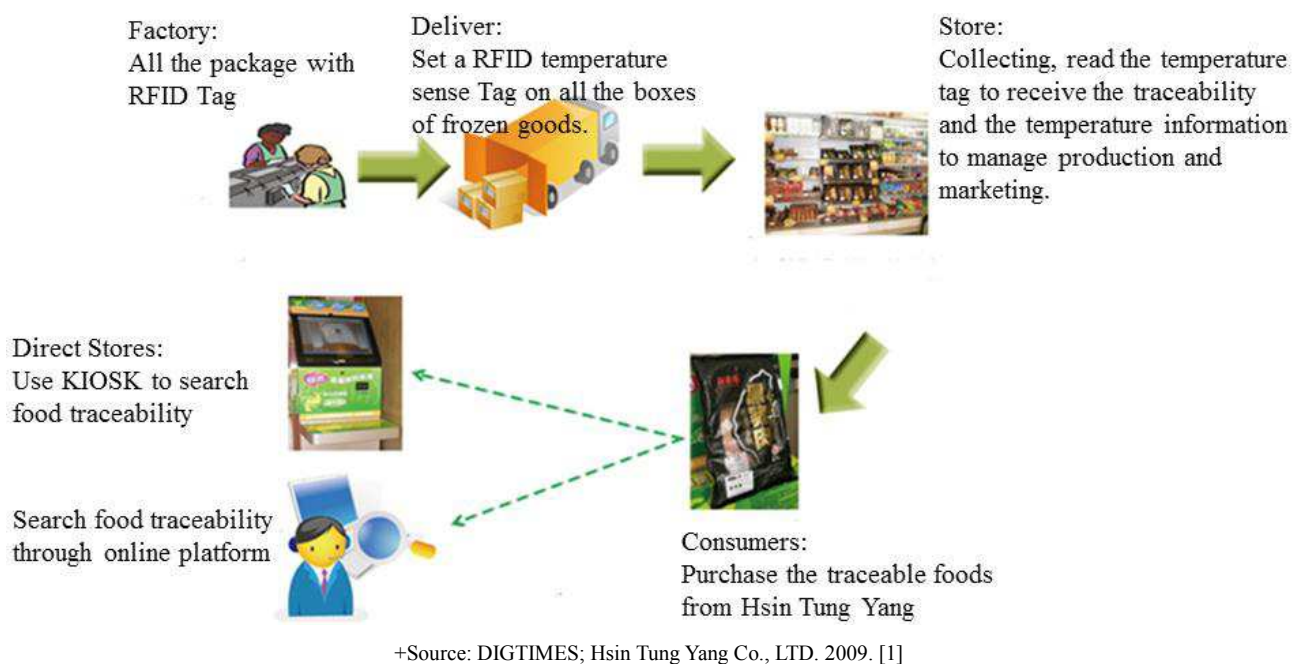 Factory:
All the package with
RFID Tag
Deliver:
Set a RFID temperature
sense Tag on all the boxes
of frozen goods.
Store:
Collecting, read the temperature
tag to receive the traceability
and the temperature information
to manage production and
marketing.
Direct Stores:
Use KIOSK to search
food traceability
Search food traceability
through online platform
Consumers:
Purchase the traceable foods
from Hsin Tung Yang
+Source: DIGTIMES; Hsin Tung Yang Co., LTD. 2009. [1]